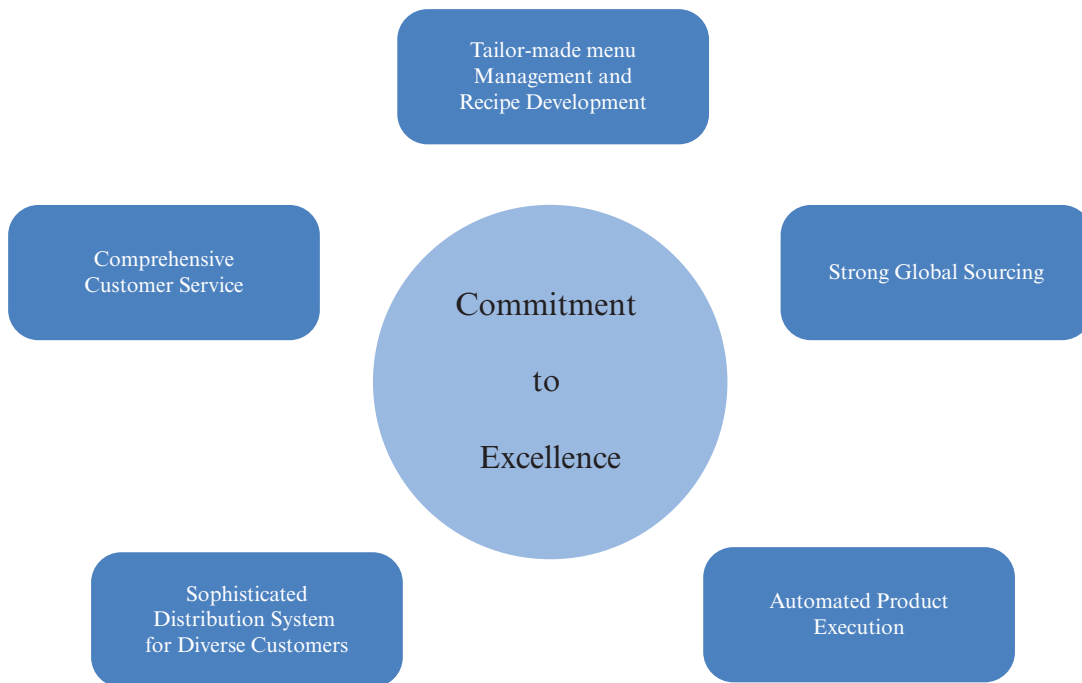 Tailor-made menu
Management and
Recipe Development
Comprehensive
Customer Service
Strong Global Sourcing
Commitment
to
Excellence
Sophisticated
Distribution System
for Diverse Customers
Automated Product
Execution